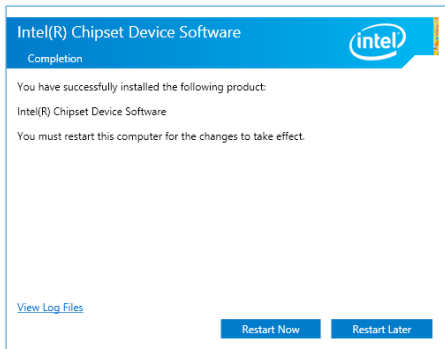 Intel(R) Chipset Device Software
intel
Completion
You have successfully installed the following product:
Intel(R) Chipset Device Software
You must restart this computer for the changes to take effect.
View Log Files
Restart Now
Restart Later